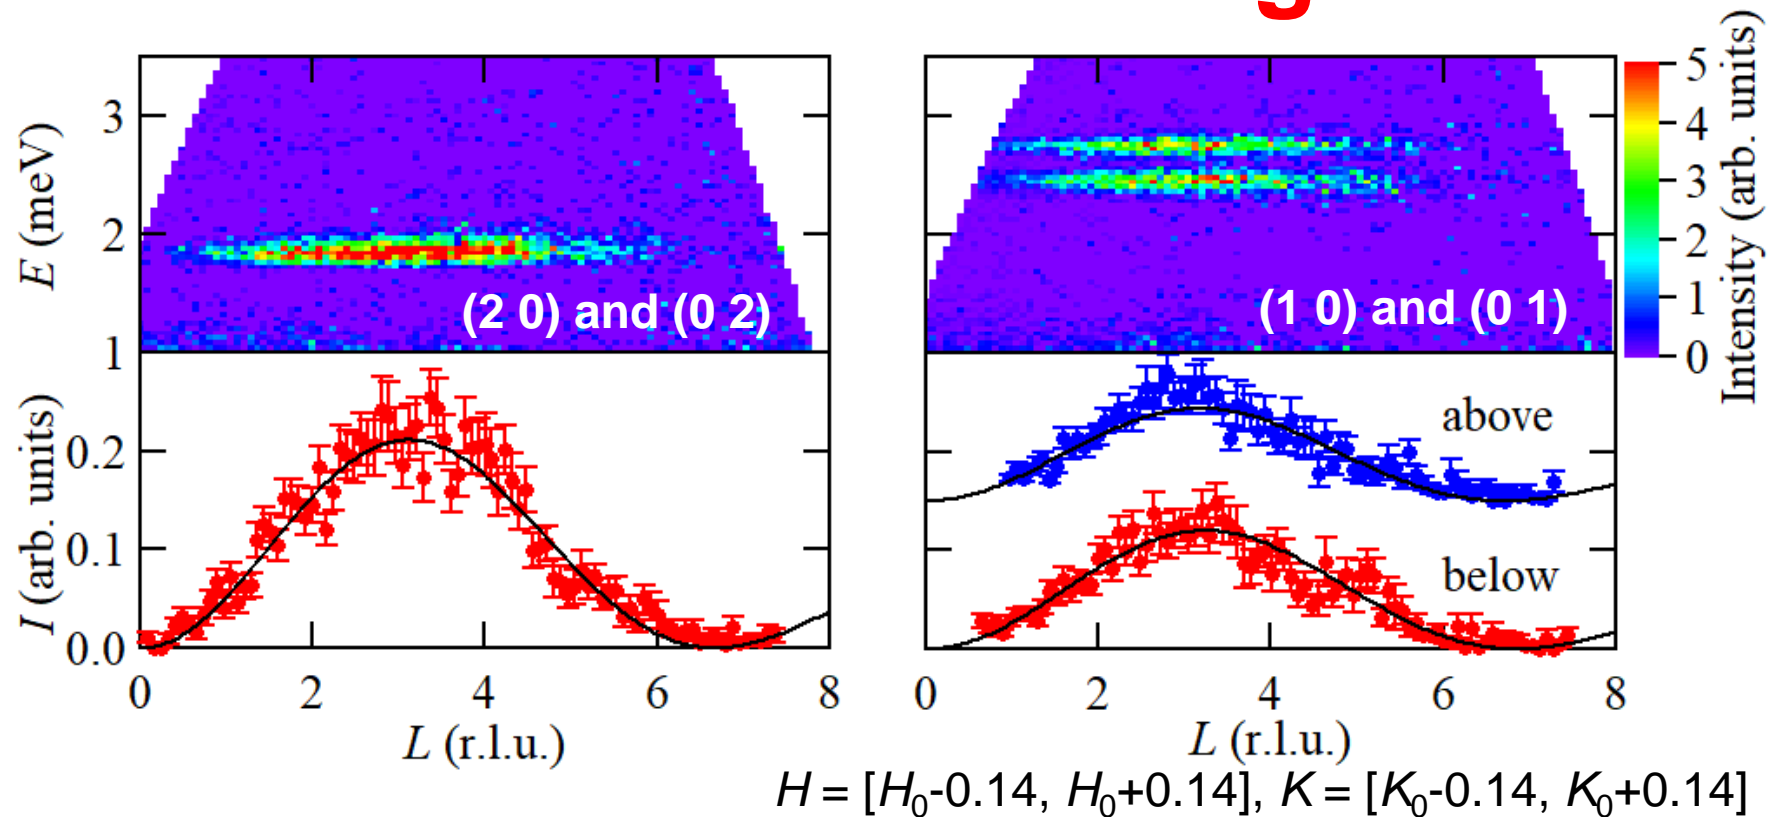 g
3
2
1
E (meV)
(2 0) and (0 2)
(1 0) and (0 1)
5
4
3
2
1
0
Intensity (arb. units)
0.2
0.1
0.0
I (arb. units)
above
below
0 2 4 6 8
0 2 4 6 8
L (r.l.u.)
L (r.l.u.)
H = [H₀-0.14, H₀+0.14], K = [K₀-0.14, K₀+0.14]